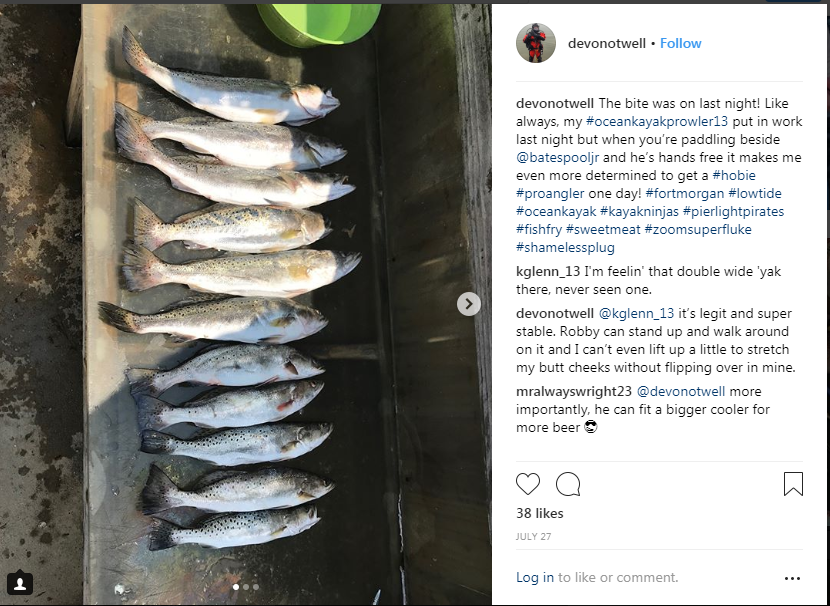 devonotwell • Follow
devonotwell The bite was on last night! Like
always, my #oceankayakprowler13 put in work
last night but when you're paddling beside
@batespooljr and he's hands free it makes me
even more determined to get a #hobie
#proangler one day! #fortmorgan #lowtide
#oceankayak #kayakninjas #pierlightpirates
#fishfry #sweetmeat #zoomsuperfluke
#shamelessplug
kglenn_13 I'm feelin' that double wide 'yak
there, never seen one.
devonotwell @kglenn_13 it's legit and super
stable. Robby can stand up and walk around
on it and I can't even lift up a little to stretch
my butt cheeks without flipping over in mine.
mralwayswright23 @devonotwell more
importantly, he can fit a bigger cooler for
more beer 😎
38 likes
JULY 27
Log in to like or comment.